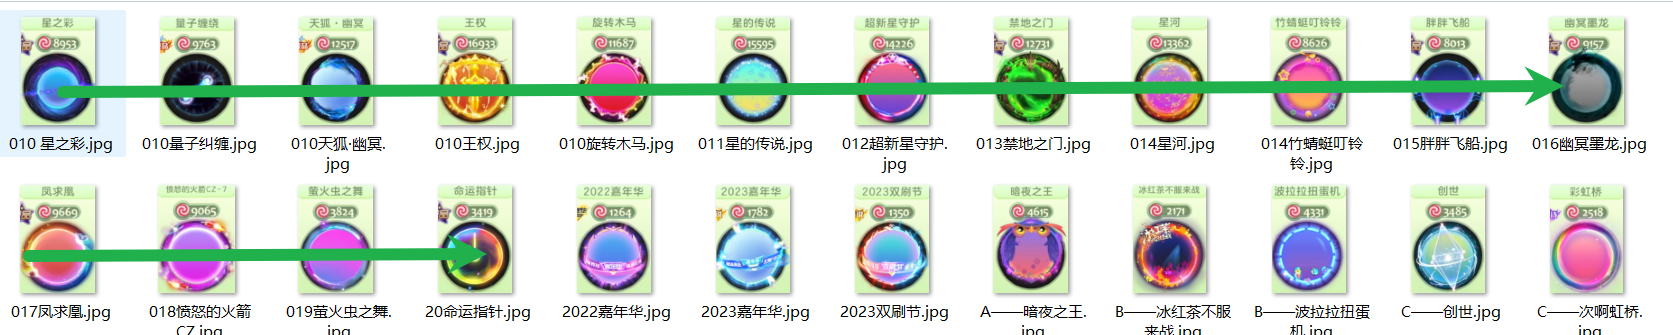 星之彩 量子缠绕 天狐·幽冥 王权 旋转木马 星的传说 超新星守护 禁地之门 星河 竹蜻蜓叮铃铃 胖胖飞船 幽冥墨龙
8953 9763 12517 16933 11687 15595 14226 12731 13362 8626 8013 9157
010 星之彩.jpg 010量子纠缠.jpg 010天狐·幽冥. 010王权.jpg 010旋转木马.jpg 011星的传说.jpg 012超新星守护. 013禁地之门.jpg 014星河.jpg 014竹蜻蜓叮铃 015胖胖飞船.jpg 016幽冥墨龙.jpg
jpg jpg 铃.jpg
凤求凰 愤怒的火箭CZ-7 萤火虫之舞 命运指针 2022嘉年华 2023嘉年华 2023双刷节 暗夜之王 冰红茶不服来战 波拉拉扭蛋机 创世 彩虹桥
9669 9065 3824 3419 1264 1782 1350 4615 2171 4331 3485 2518
017凤求凰.jpg 018愤怒的火箭 019萤火虫之舞. 20命运指针.jpg 2022嘉年华.jpg 2023嘉年华.jpg 2023双刷节.jpg A——暗夜之王. B——冰红茶不服 B——波拉拉扭蛋 C——创世.jpg C——次啊虹桥.
CZ.jpg jpg jpg 来战.jpg 机.jpg jpg